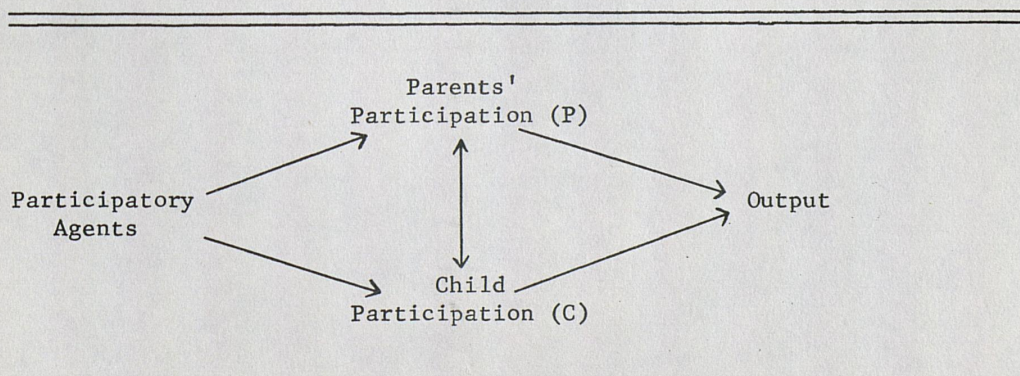 Parents'
Participation (P)
Participatory
Agents
Output
Child
Participation (C)